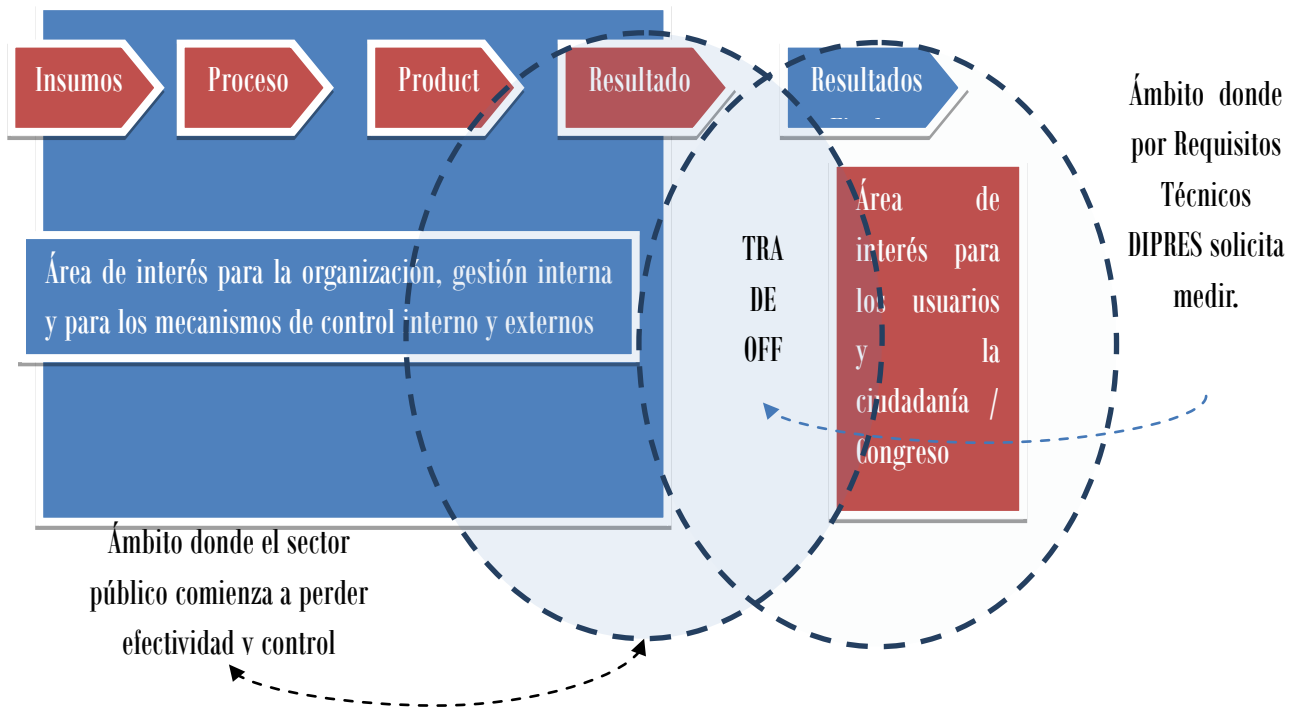 Insumos
Proceso
Product
Resultado
Resultados
Ámbito donde
por Requisitos
Técnicos
DIPRES solicita
medir.
Área de interés para la organización, gestión interna
y para los mecanismos de control interno y externos
TRA
DE
OFF
Área de
interés para
los usuarios
y la
ciudadanía /
Congreso
Ámbito donde el sector
público comienza a perder
efectividad y control